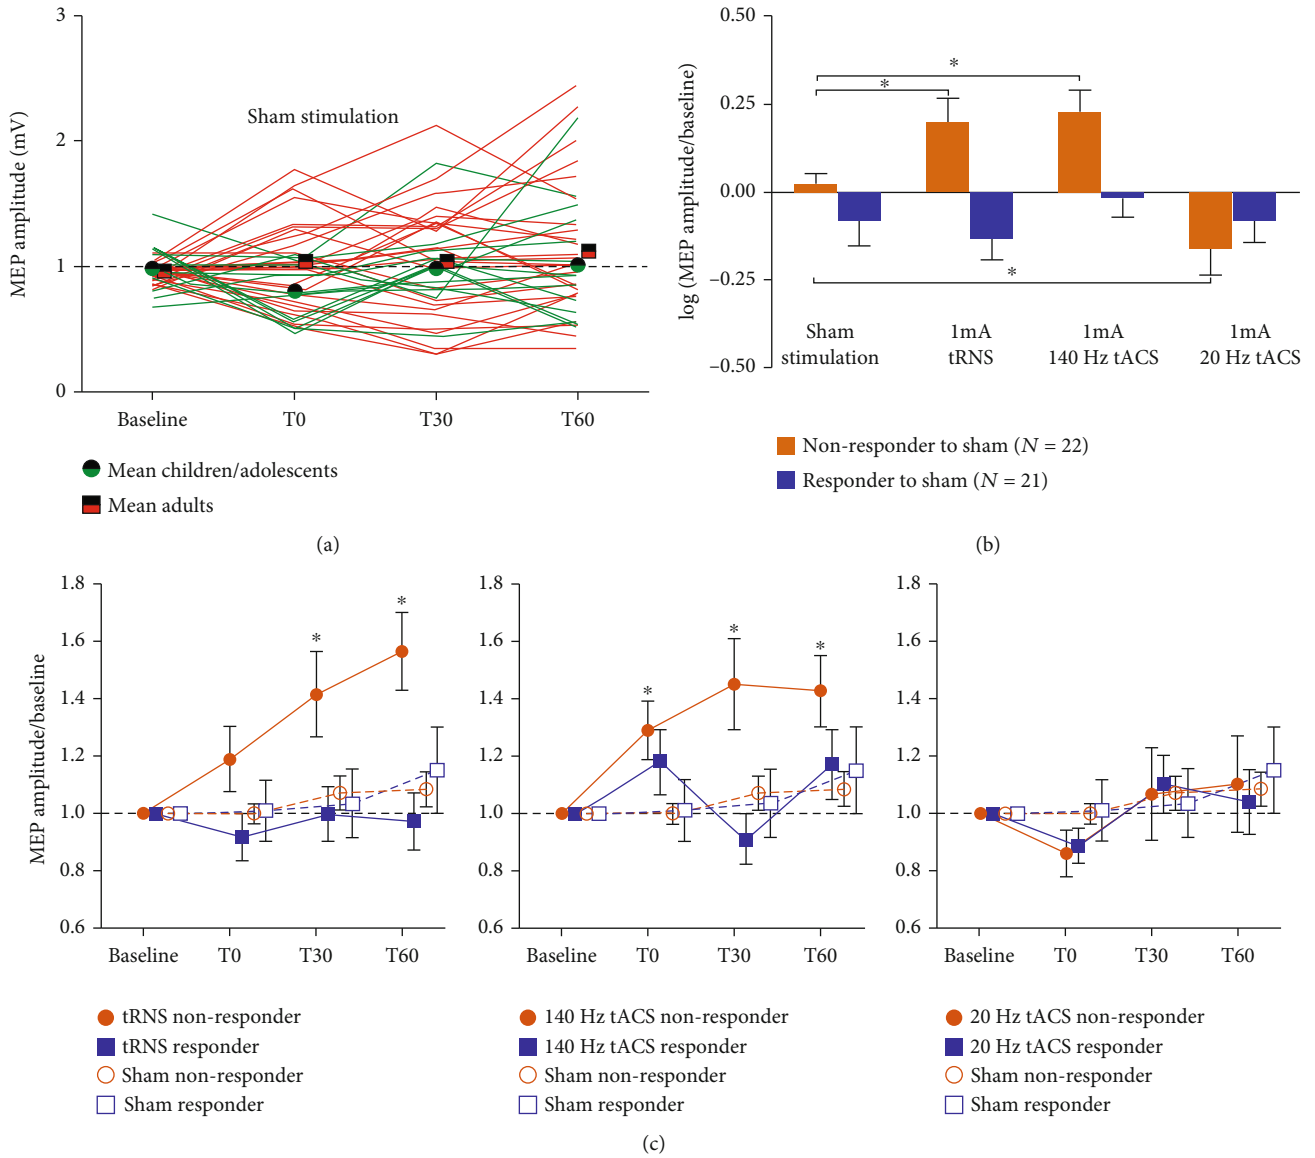 3
2
1
0
MEP amplitude (mV)
Sham stimulation
Baseline
T0
T30
T60
Mean children/adolescents
Mean adults
(a)
0.50
0.25
0.00
−0.25
−0.50
log (MEP amplitude/baseline)
*
*
*
Sham
stimulation
1mA
tRNS
1mA
140 Hz tACS
1mA
20 Hz tACS
Non-responder to sham (N = 22)
Responder to sham (N = 21)
(b)
MEP amplitude/baseline
1.8
1.6
1.4
1.2
1.0
0.8
0.6
*
*
Baseline
T0
T30
T60
tRNS non-responder
tRNS responder
Sham non-responder
Sham responder
1.8
1.6
1.4
1.2
1.0
0.8
0.6
*
*
*
Baseline
T0
T30
T60
140 Hz tACS non-responder
140 Hz tACS responder
Sham non-responder
Sham responder
1.8
1.6
1.4
1.2
1.0
0.8
0.6
Baseline
T0
T30
T60
20 Hz tACS non-responder
20 Hz tACS responder
Sham non-responder
Sham responder
(c)